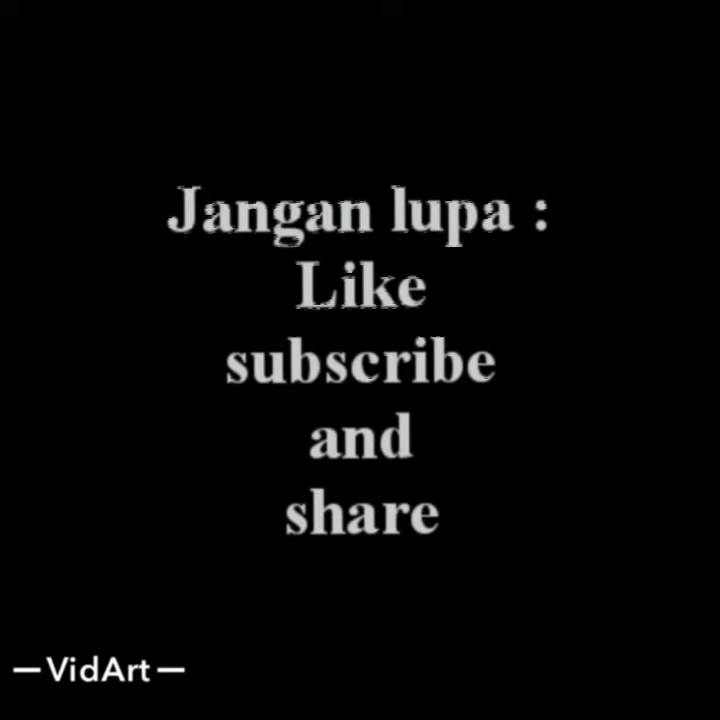 Jangan lupa :
Like
subscribe
and
share
—VidArt—